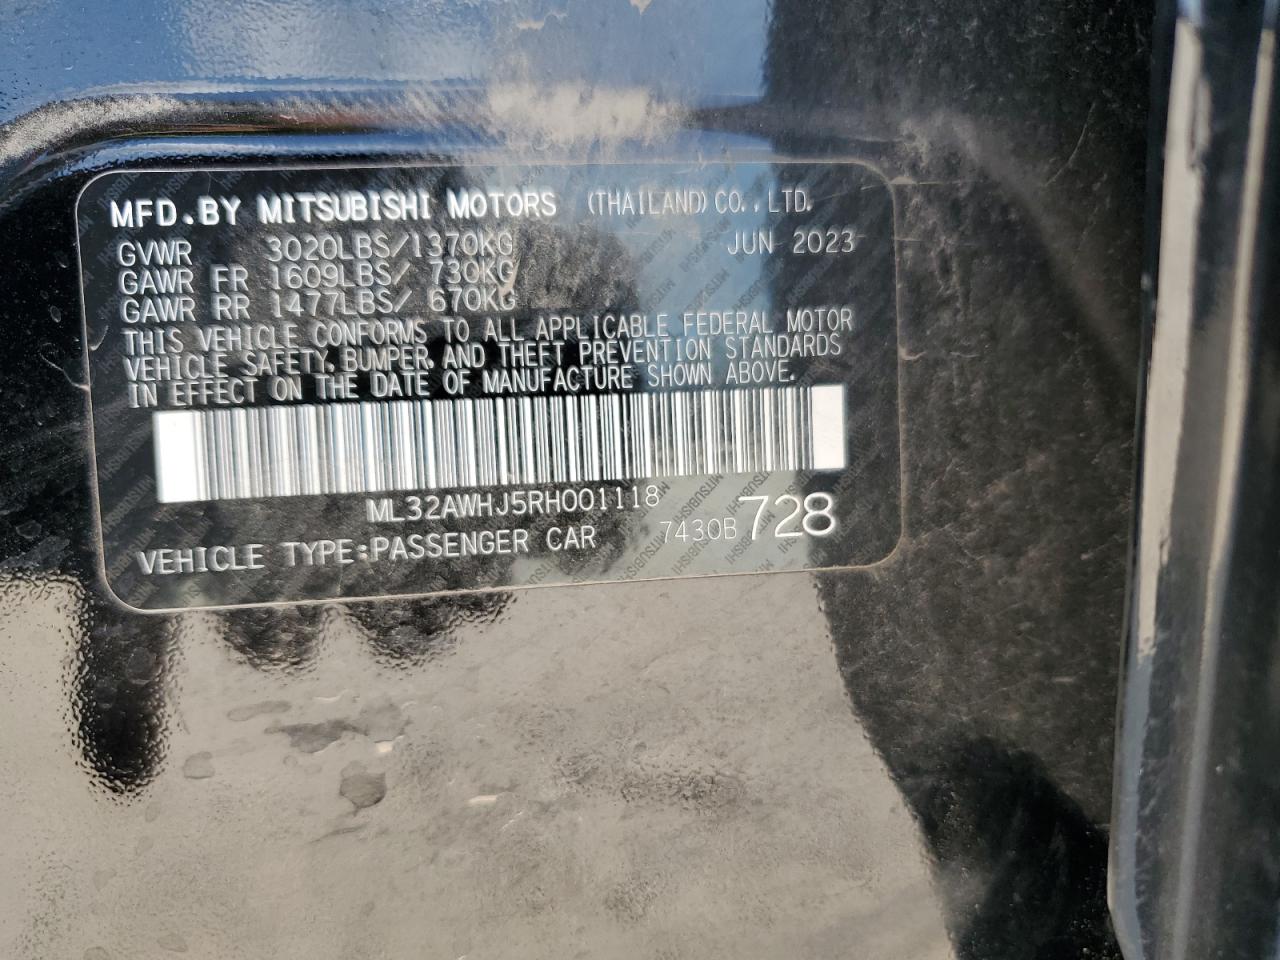 MFD.BY MITSUBISHI MOTORS (THAILAND) CO., LTD.
GVWR 3020LBS/1370KG JUN 2023
GAWR FR 1609LBS/ 730KG
GAWR RR 1477LBS/ 670KG
THIS VEHICLE CONFORMS TO ALL APPLICABLE FEDERAL MOTOR
VEHICLE SAFETY, BUMPER, AND THEFT PREVENTION STANDARDS
IN EFFECT ON THE DATE OF MANUFACTURE SHOWN ABOVE.
ML32AWHJ5RH001118
VEHICLE TYPE:PASSENGER CAR 7430B 728